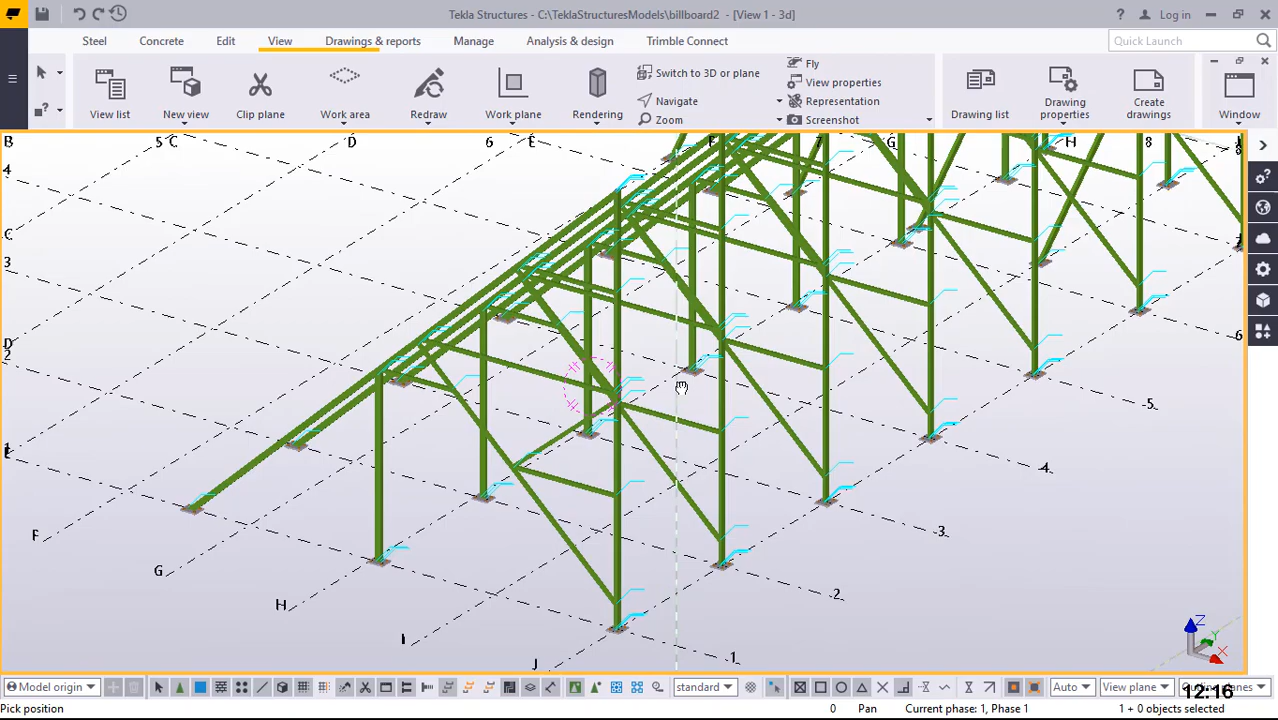 Tekla Structures - C:\TeklaStructuresModels\billboard2 - [View 1 - 3d]
? Log in
Steel Concrete Edit View Drawings & reports Manage Analysis & design Trimble Connect Quick Launch
Fly
Switch to 3D or plane View properties
Navigate Representation
Zoom Screenshot
View list New view Clip plane Work area Redraw Work plane Rendering Drawing list Drawing properties Create drawings Window
B 5 C D 6 E F 7 G H 8
4
C
3
D
2
6
1
E
5
4
F
3
G
2
H
I
1
J
Z
Y
X
Model origin standard Auto View plane Outline planes
12:16
Pick position 0 Pan Current phase: 1, Phase 1 1 + 0 objects selected